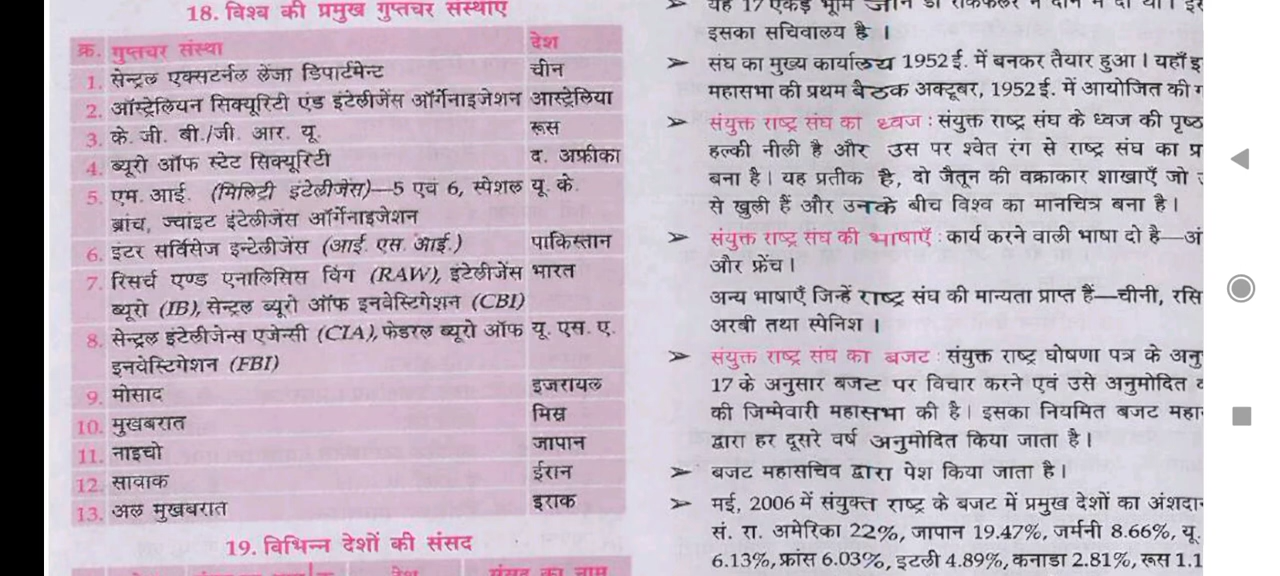 18. विश्व की प्रमुख गुप्तचर संस्थाएं
क्र. गुप्तचर संस्था देश
1. सेन्ट्रल एक्सटर्नल लेंजा डिपार्टमेन्ट चीन
2. ऑस्ट्रेलियन सिक्यूरिटी एंड इंटेलीजेंस ऑर्गेनाइजेशन आस्ट्रेलिया
3. के. जी. बी./जी. आर. यू. रूस
4. ब्यूरो ऑफ स्टेट सिक्यूरिटी द. अफ्रीका
5. एम. आई. (मिलिट्री इंटेलीजेंस)—5 एवं 6, स्पेशल यू. के.
ब्रांच, ज्वांइट इंटेलीजेंस ऑर्गेनाइजेशन
6. इंटर सर्विसेज इन्टेलीजेंस (आई. एस. आई.) पाकिस्तान
7. रिसर्च एण्ड एनालिसिस विंग (RAW), इंटेलीजेंस भारत
ब्यूरो (IB), सेन्ट्रल ब्यूरो ऑफ इनवेस्टिगेशन (CBI)
8. सेन्ट्रल इंटेलीजेन्स एजेन्सी (CIA), फेडरल ब्यूरो ऑफ यू. एस. ए.
इनवेस्टिगेशन (FBI)
9. मोसाद इजरायल
10. मुखबरात मिस्र
11. नाइचो जापान
12. सावाक ईरान
13. अल मुखबरात इराक
19. विभिन्न देशों की संसद
देश संसद का नाम
➢ यह 17 एकड़ भूमि जॉन डी रॉकफेलर ने दान में दी थी। इस
इसका सचिवालय है ।
➢ संघ का मुख्य कार्यालय 1952 ई. में बनकर तैयार हुआ। यहाँ इ
महासभा की प्रथम बैठक अक्टूबर, 1952 ई. में आयोजित की ग
➢ संयुक्त राष्ट्र संघ का ध्वज : संयुक्त राष्ट्र संघ के ध्वज की पृष्ठ
हल्की नीली है और उस पर श्वेत रंग से राष्ट्र संघ का प्र
बना है। यह प्रतीक है, दो जैतून की वक्राकार शाखाएँ जो
से खुली हैं और उनके बीच विश्व का मानचित्र बना है।
➢ संयुक्त राष्ट्र संघ की भाषाएँ : कार्य करने वाली भाषा दो है—अं
और फ्रेंच।
अन्य भाषाएँ जिन्हें राष्ट्र संघ की मान्यता प्राप्त हैं—चीनी, रसि
अरबी तथा स्पेनिश ।
➢ संयुक्त राष्ट्र संघ का बजट : संयुक्त राष्ट्र घोषणा पत्र के अनु
17 के अनुसार बजट पर विचार करने एवं उसे अनुमोदित
की जिम्मेवारी महासभा की है। इसका नियमित बजट महा
द्वारा हर दूसरे वर्ष अनुमोदित किया जाता है।
➢ बजट महासचिव द्वारा पेश किया जाता है।
➢ मई, 2006 में संयुक्त राष्ट्र के बजट में प्रमुख देशों का अंशदा
सं. रा. अमेरिका 22%, जापान 19.47%, जर्मनी 8.66%, यू.
6.13%, फ्रांस 6.03%, इटली 4.89%, कनाडा 2.81%, रूस 1.1